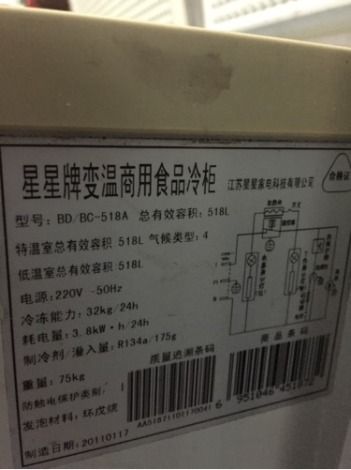 星星牌变温商用食品冷柜
江苏星星家电科技有限公司
合格证
型号: BD/BC-518A 总有效容积: 518L
特温室总有效容积 518L 气候类型: 4
低温室总有效容积 518L
电源: 220V ~50Hz
冷冻能力: 32kg/24h
耗电量: 3.8kW·h/24h
制冷剂/灌入量: R134a/175g
重量: 75kg
防触电保护类别: I
发泡材料: 环戊烷
制造日期: 20110117
质量追溯条码
商品条码